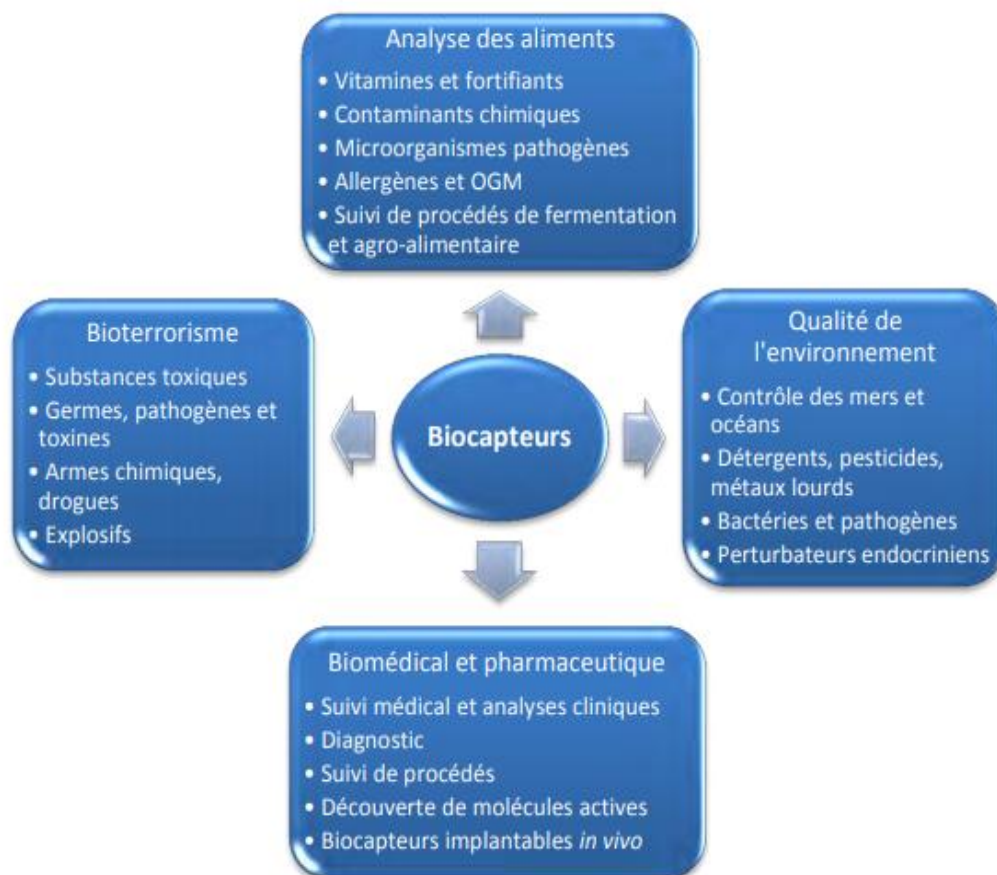 Analyse des aliments
• Vitamines et fortifiants
• Contaminants chimiques
• Microorganismes pathogènes
• Allergènes et OGM
• Suivi de procédés de fermentation
et agro-alimentaire
Bioterrorisme
• Substances toxiques
• Germes, pathogènes et
toxines
• Armes chimiques,
drogues
• Explosifs
Biocapteurs
Qualité de
l'environnement
• Contrôle des mers et
océans
• Détergents, pesticides,
métaux lourds
• Bactéries et pathogènes
• Perturbateurs endocriniens
Biomédical et pharmaceutique
• Suivi médical et analyses cliniques
• Diagnostic
• Suivi de procédés
• Découverte de molécules actives
• Biocapteurs implantables in vivo